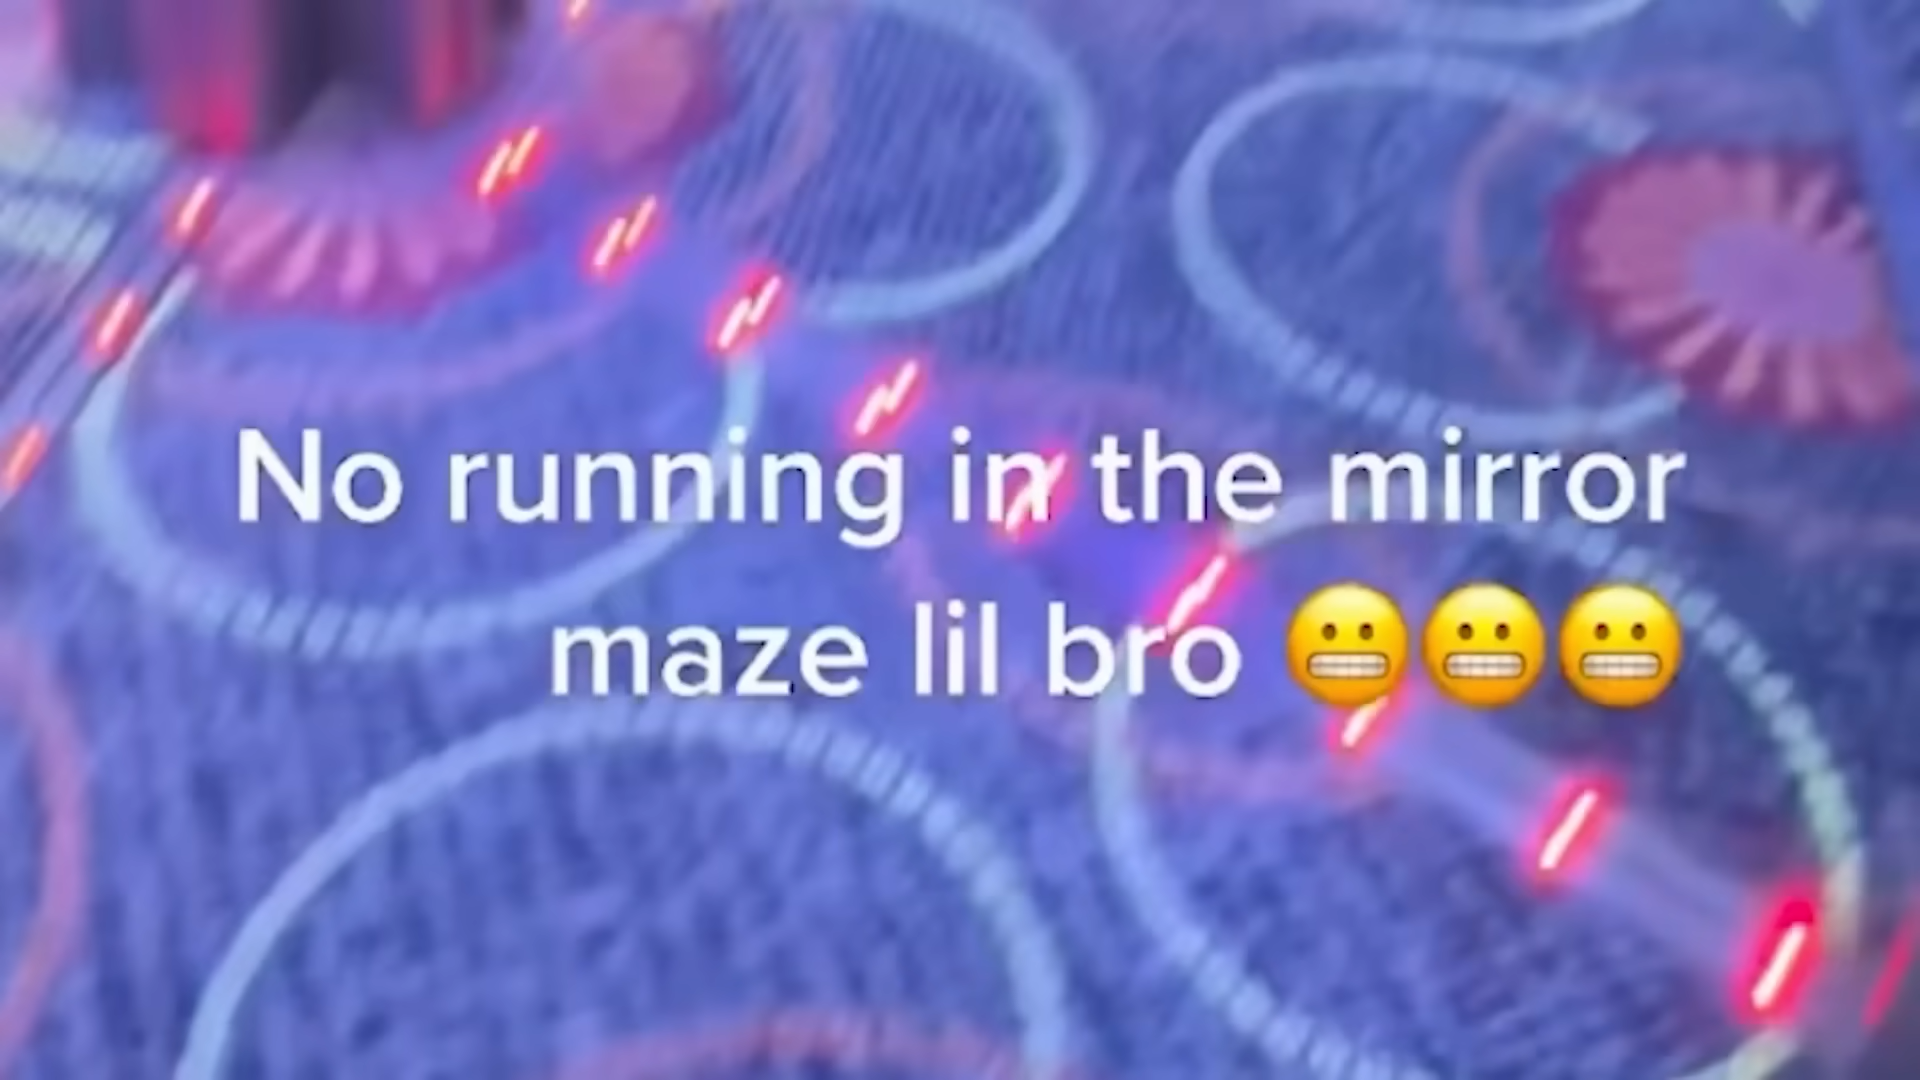 No running in the mirror
maze lil bro 😬😬😬